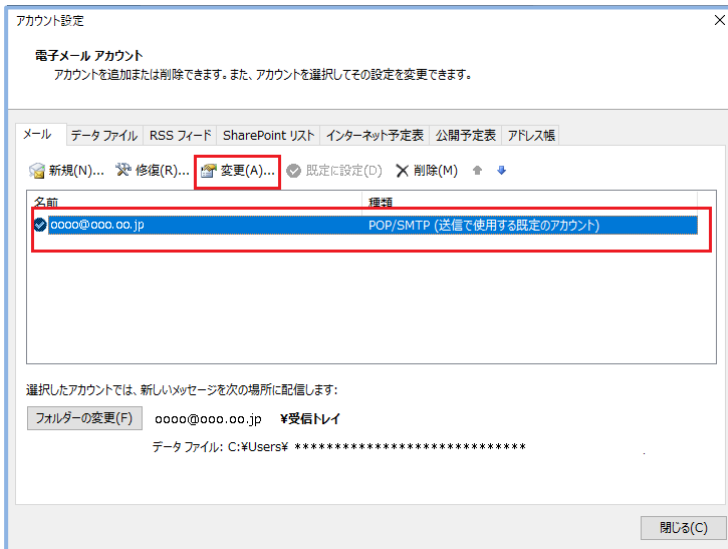 アカウント設定
電子メール アカウント
アカウントを追加または削除できます。また、アカウントを選択してその設定を変更できます。
メール データ ファイル RSS フィード SharePoint リスト インターネット予定表 公開予定表 アドレス帳
新規(N)... 修復(R)... 変更(A)... 既定に設定(D) 削除(M)
名前 種類
oooo@ooo.oo.jp POP/SMTP (送信で使用する既定のアカウント)
選択したアカウントでは、新しいメッセージを次の場所に配信します:
フォルダーの変更(F) oooo@ooo.oo.jp ¥受信トレイ
データ ファイル: C:¥Users¥ *****************************
閉じる(C)